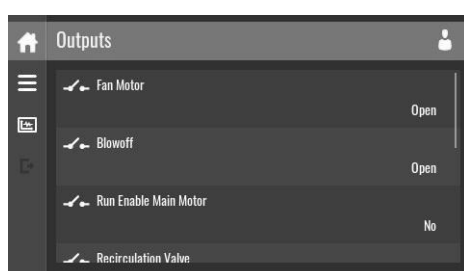 Outputs
Fan Motor
Open
Blowoff
Open
Run Enable Main Motor
No
Recirculation Valve